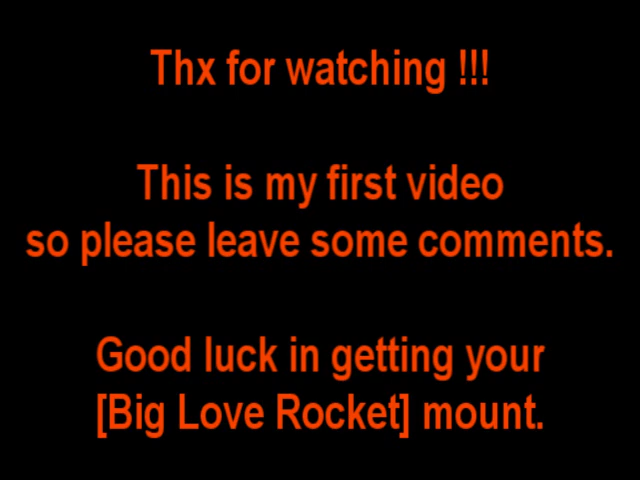 Thx for watching !!!
This is my first video
so please leave some comments.
Good luck in getting your
[Big Love Rocket] mount.